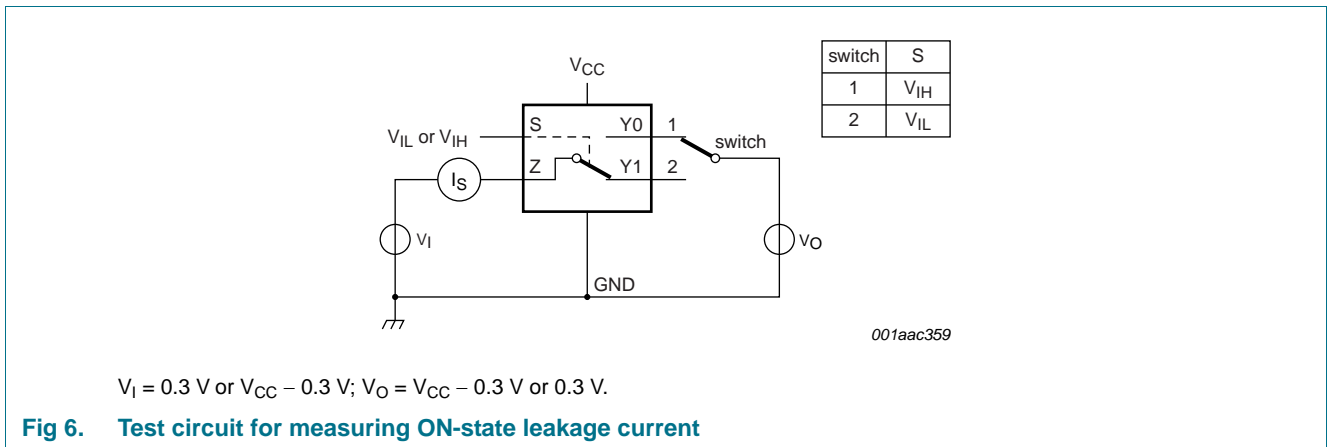 switch S
1 VIH
2 VIL
VCC
VIL or VIH
S
Y0
1
switch
Z
Y1
2
IS
VI
VO
GND
001aac359
VI = 0.3 V or VCC − 0.3 V; VO = VCC − 0.3 V or 0.3 V.
Fig 6. Test circuit for measuring ON-state leakage current